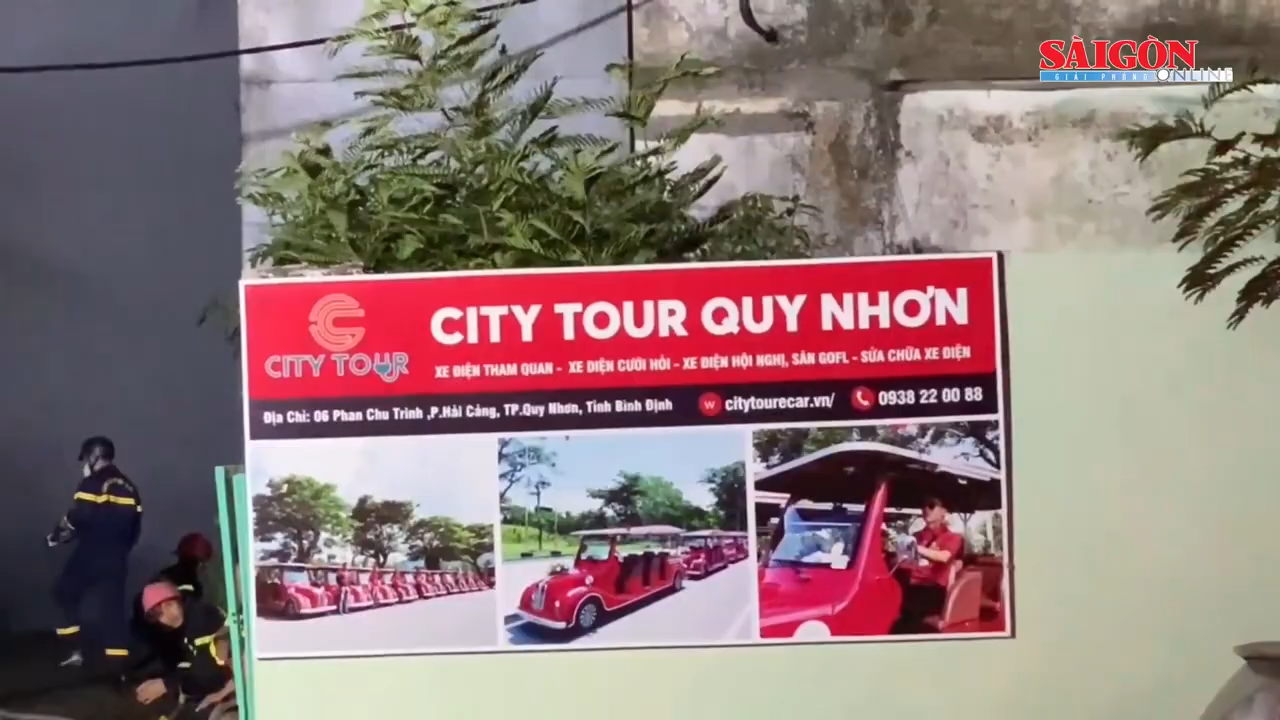 SÀI GÒN
GIẢI PHÓNG ONLINE
CITY TOUR QUY NHƠN
CITY TOUR
XE ĐIỆN THAM QUAN - XE ĐIỆN CƯỚI HỎI - XE ĐIỆN HỘI NGHỊ, SÂN GOFL - SỬA CHỮA XE ĐIỆN
Địa Chỉ: 06 Phan Chu Trinh ,P.Hải Cảng, TP.Quy Nhơn, Tỉnh Bình Định W citytourecar.vn/ 0938 22 00 88